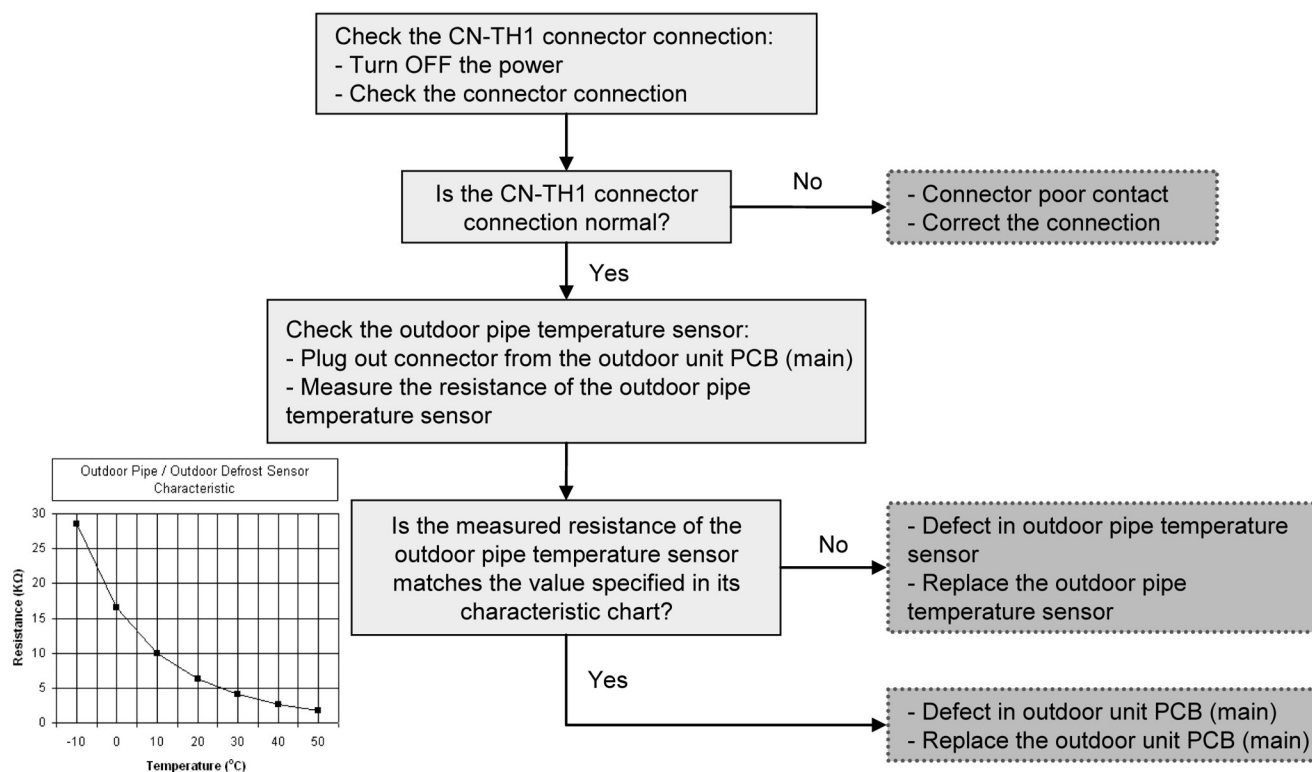 Check the CN-TH1 connector connection:
- Turn OFF the power
- Check the connector connection
Is the CN-TH1 connector
connection normal?
No
- Connector poor contact
- Correct the connection
Yes
Check the outdoor pipe temperature sensor:
- Plug out connector from the outdoor unit PCB (main)
- Measure the resistance of the outdoor pipe
temperature sensor
Outdoor Pipe / Outdoor Defrost Sensor
Characteristic
30
25
20
15
10
5
0
Resistance (KΩ)
-10 0 10 20 30 40 50
Temperature (°C)
Is the measured resistance of the
outdoor pipe temperature sensor
matches the value specified in its
characteristic chart?
No
- Defect in outdoor pipe temperature
sensor
- Replace the outdoor pipe
temperature sensor
Yes
- Defect in outdoor unit PCB (main)
- Replace the outdoor unit PCB (main)